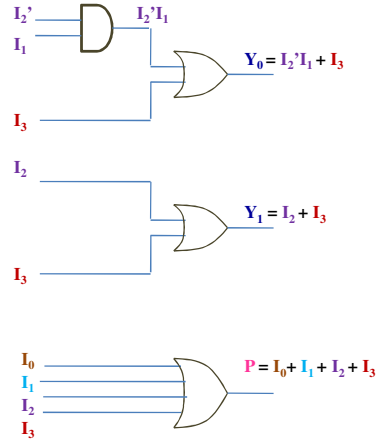 I₂' I₂'I₁
I₁
Y₀ = I₂'I₁ + I₃
I₃
I₂
Y₁ = I₂ + I₃
I₃
I₀
P = I₀+ I₁ + I₂ + I₃
I₁
I₂
I₃